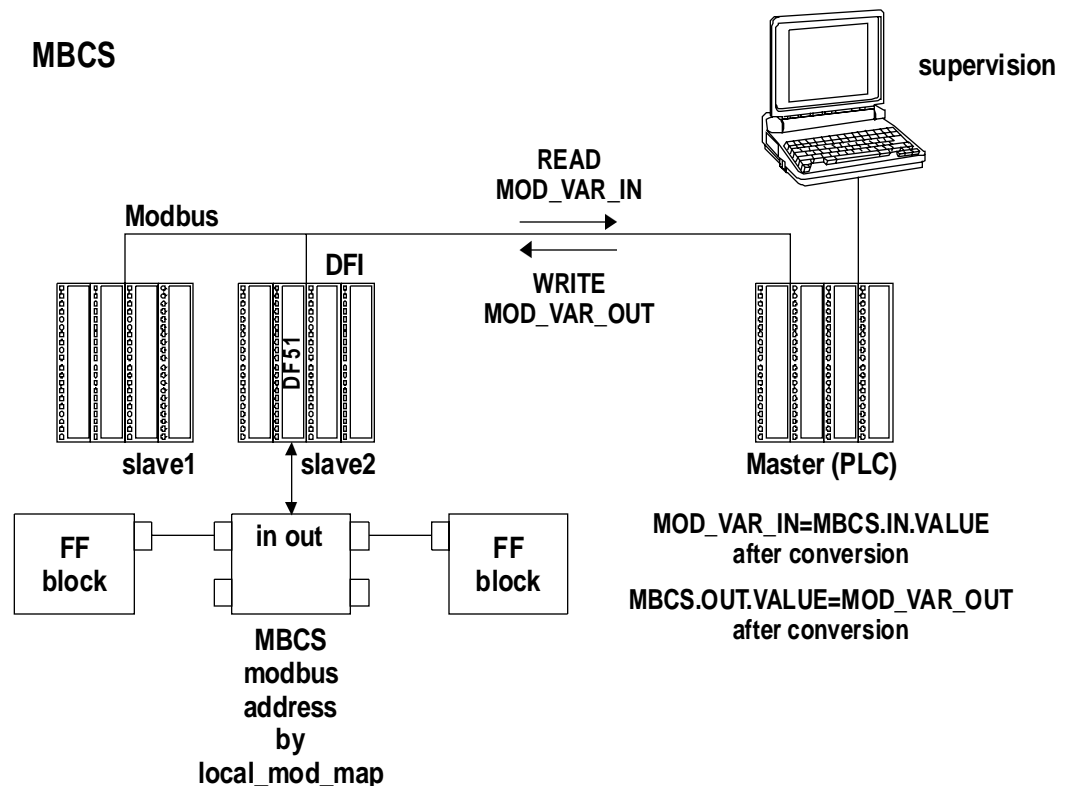 MBCS
supervision
READ
MOD_VAR_IN
Modbus
DFI
WRITE
MOD_VAR_OUT
DF51
slave1
slave2
Master (PLC)
FF
block
in out
FF
block
MBCS
modbus
address
by
local_mod_map
MOD_VAR_IN=MBCS.IN.VALUE
after conversion
MBCS.OUT.VALUE=MOD_VAR_OUT
after conversion